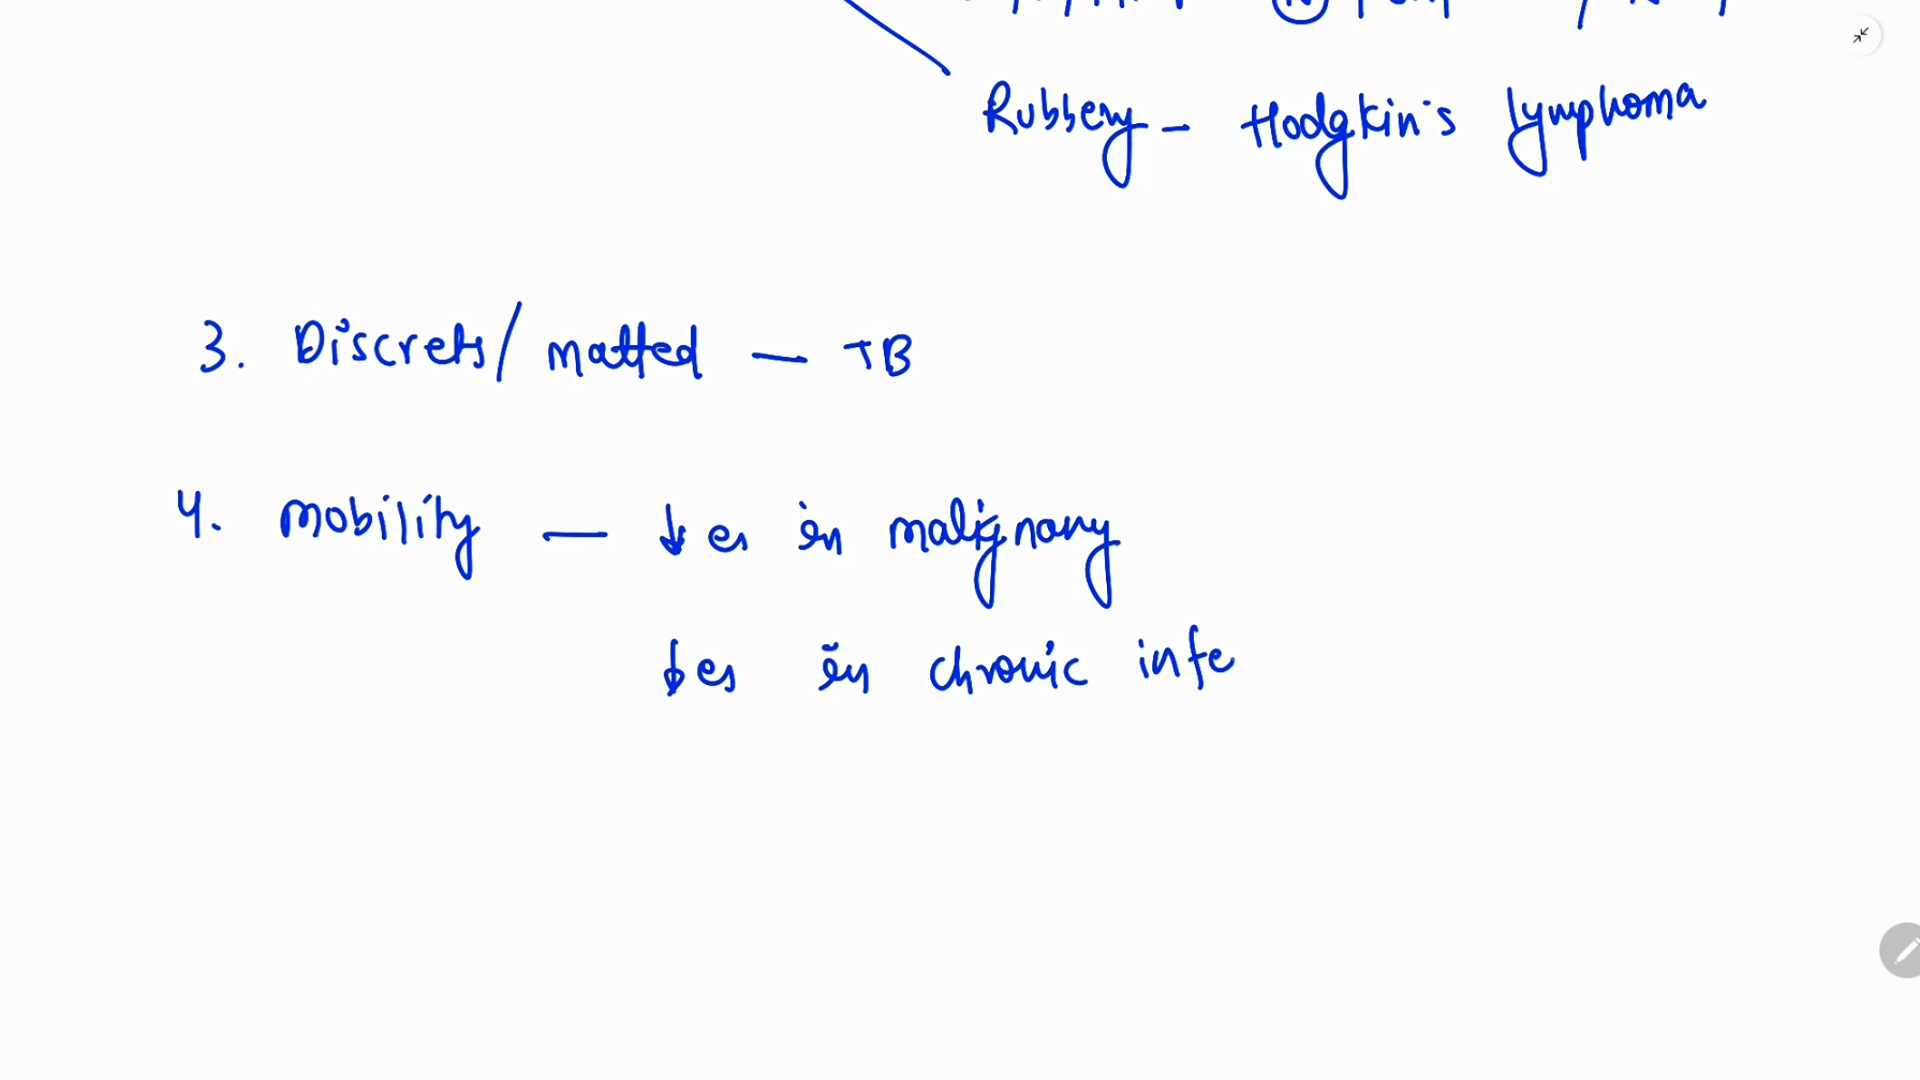 Rubbery - Hodgkin's lymphoma
3. Discrete/ matted — TB
4. Mobility — ↓es in malignancy
↓es in chronic infe